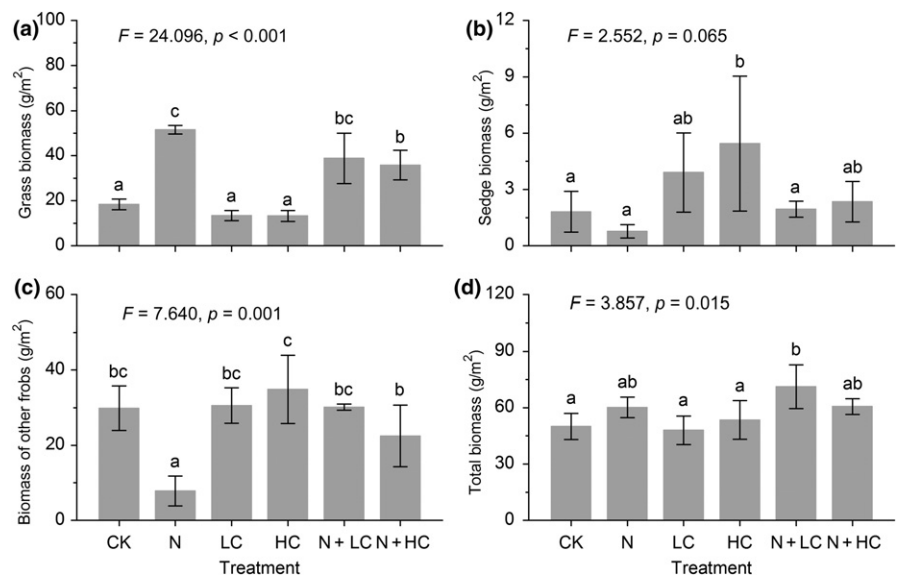 (a)
F = 24.096, p < 0.001
Grass biomass (g/m²)
100
80
60
40
20
0
a
c
a
a
bc
b
(b)
F = 2.552, p = 0.065
Sedge biomass (g/m²)
12
9
6
3
0
a
a
ab
b
a
ab
(c)
F = 7.640, p = 0.001
Biomass of other frobs (g/m²)
60
40
20
0
bc
a
bc
c
bc
b
CK N LC HC N + LC N + HC
Treatment
(d)
F = 3.857, p = 0.015
Total biomass (g/m²)
120
90
60
30
0
a
ab
a
a
b
ab
CK N LC HC N + LC N + HC
Treatment